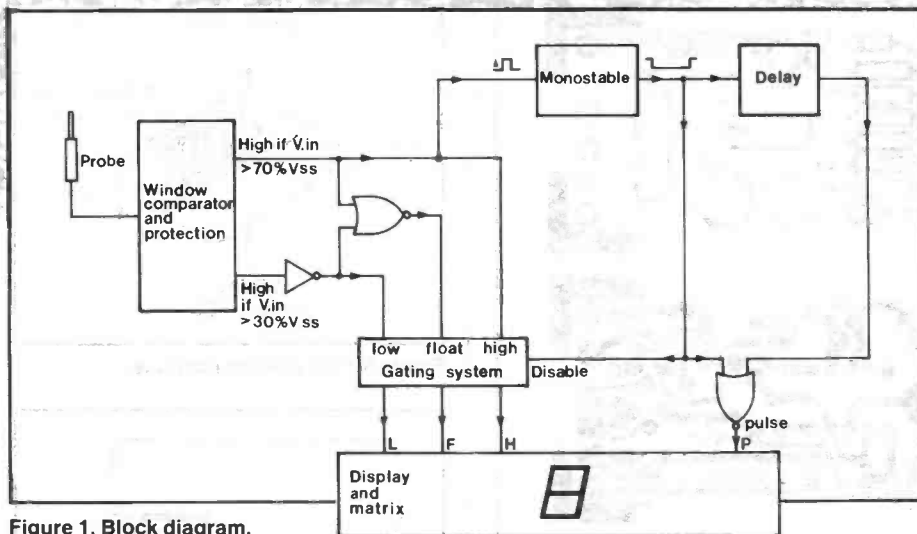 Monostable
Delay
Probe
High if V.in
>70%Vss
Window
comparator
and
protection
High
if V.in
>30%Vss
low float high
Gating system
Disable
pulse
L
F
H
P
Display
and
matrix
Figure 1. Block diagram.